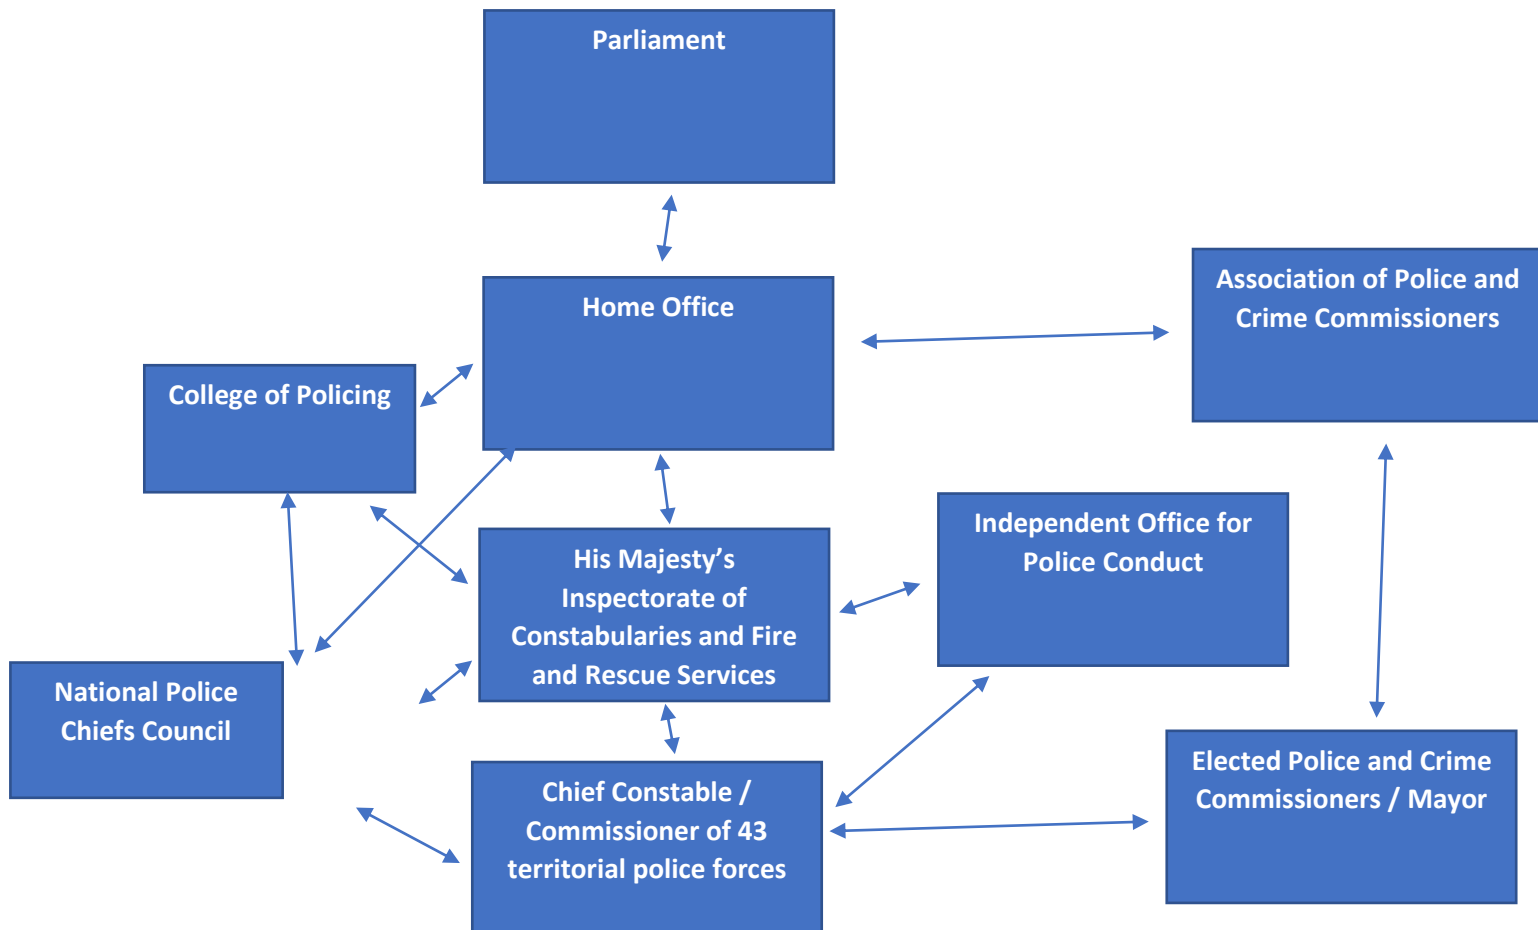 Parliament
Home Office
Association of Police and
Crime Commissioners
College of Policing
Independent Office for
Police Conduct
His Majesty’s
Inspectorate of
Constabularies and Fire
and Rescue Services
National Police
Chiefs Council
Elected Police and Crime
Commissioners / Mayor
Chief Constable /
Commissioner of 43
territorial police forces